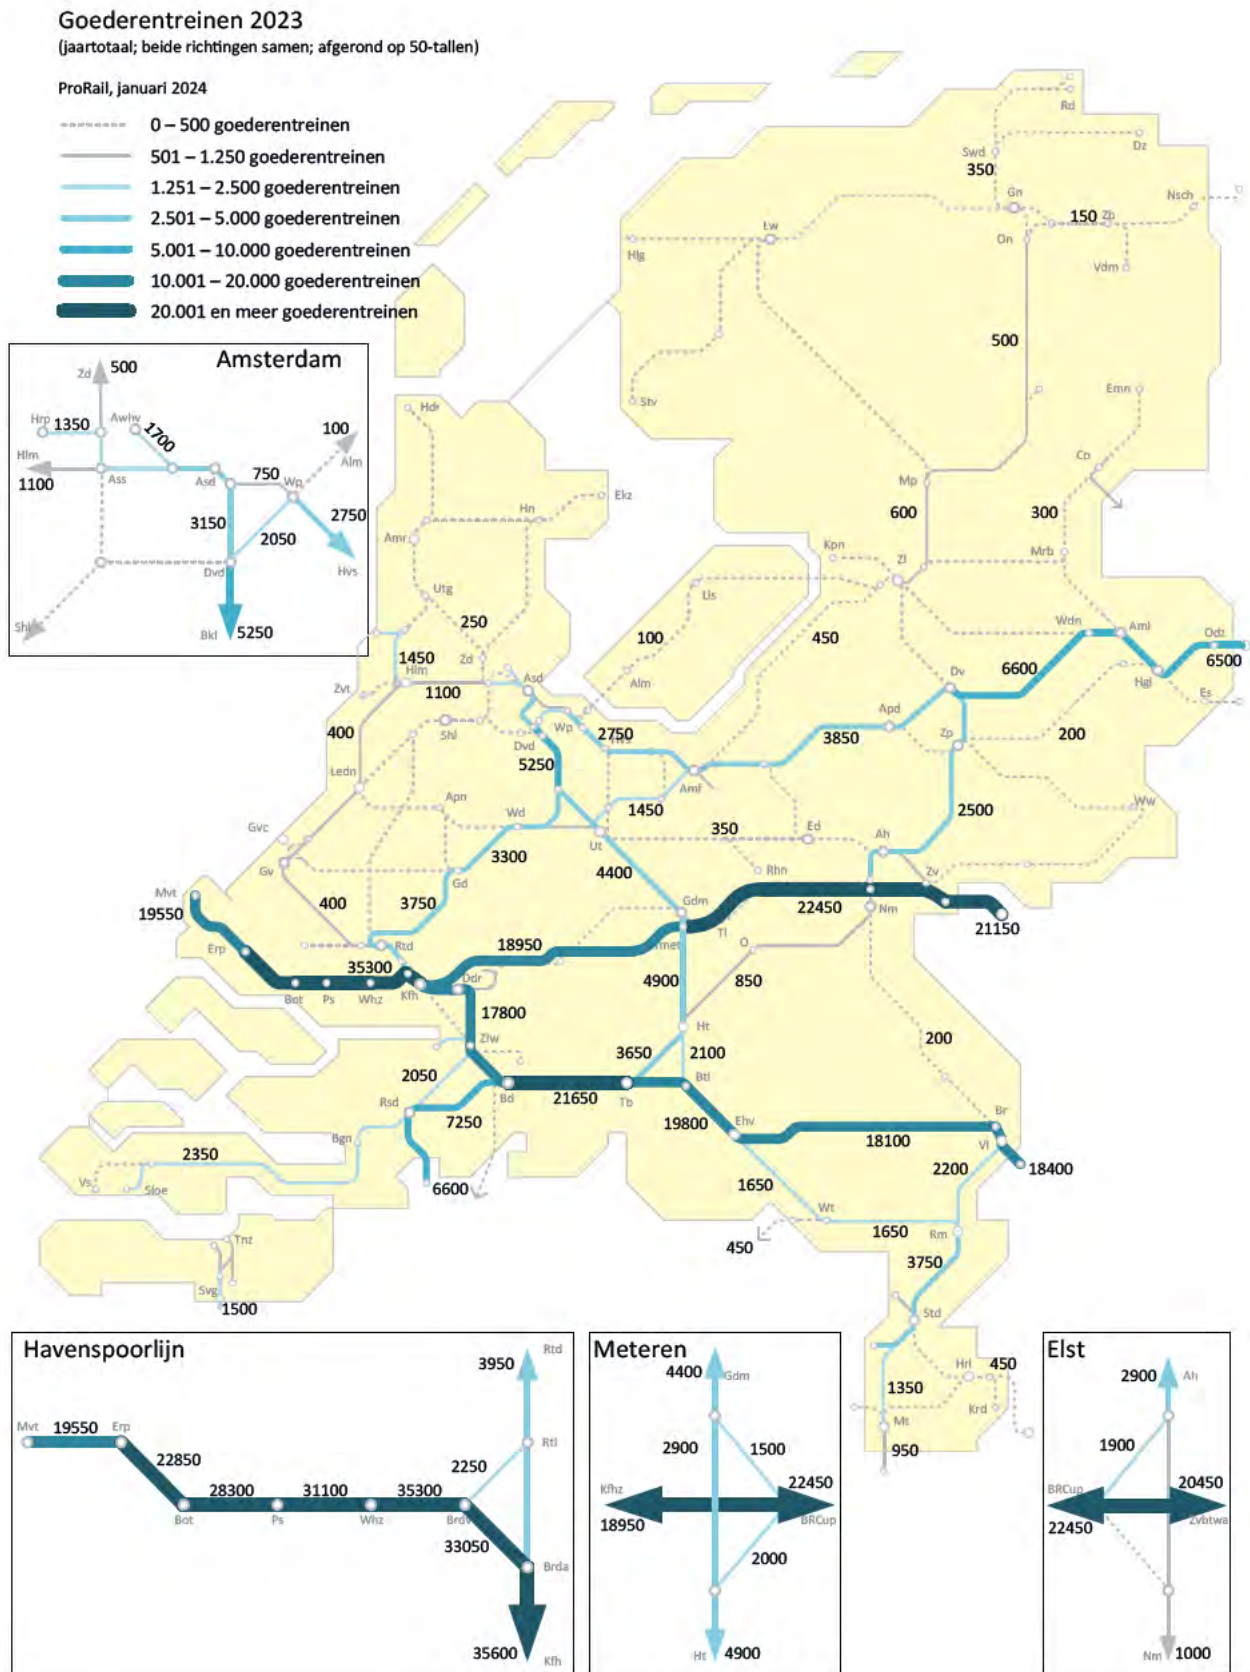 Goederentreinen 2023
(jaartotaal; beide richtingen samen; afgerond op 50-tallen)
ProRail, januari 2024
0 – 500 goederentreinen
501 – 1.250 goederentreinen
1.251 – 2.500 goederentreinen
2.501 – 5.000 goederentreinen
5.001 – 10.000 goederentreinen
10.001 – 20.000 goederentreinen
20.001 en meer goederentreinen
Amsterdam
Zd 500
Hrp 1350 Awhv 1700 100
Hlm Ass Asd 750 Wp Alm
1100
3150 2050 2750
Dvd Hvs
Shl Bkl 5250
Rd
Swd Dz
350
Gn Nsch
150 Zb
Lw On
Hlg Vdm
500
Stv Emn
Hdr
Co
Mp
Hn Ekz 600 300
Amr Kpn Zl Mrb
Utg Lls
250 100 450 Wdn Aml Odz
1450 Zd 6600 6500
Hlm Asd Alm Dv Hgl
Zvt 1100 Es
400 Shl Wp 2750 Apd 200
Dvd Hvs 3850 Zp
Ledn 5250
Apn 1450 Amf 2500 Ww
Gvc Wd 350 Ed Ah
3300 Ut
Gv Gd 4400 Rhn Zv
Mvt 3750 22450
19550 400 Gdm Nm 21150
Erp Rtd 18950 Tl
35300 O
Bot Ps Whz Kfh Ddr 4900 850
17800 Ht
Zlw 3650 2100 200
2050 Btl
Rsd Bd 21650 Tb
7250 19800 Ehv Br
Bgn 18100 Vl
2350 2200 18400
Vs Sloe 6600 1650
Wt
450 1650 Rm
Tnz 3750
Svg
1500 Std
Hrl 450
1350 Krd
Mt
950
Havenspoorlijn
3950 Rtd
Mvt 19550 Erp Rtl
22850 2250
28300 31100 35300
Bot Ps Whz Brdv
33050 Brda
35600 Kfh
Meteren
4400 Gdm
2900 1500
Kfhz 22450
18950 BRCup
2000
Ht 4900
Elst
2900 Ah
1900
BRCup 20450
22450 Zvbtwa
Nm 1000